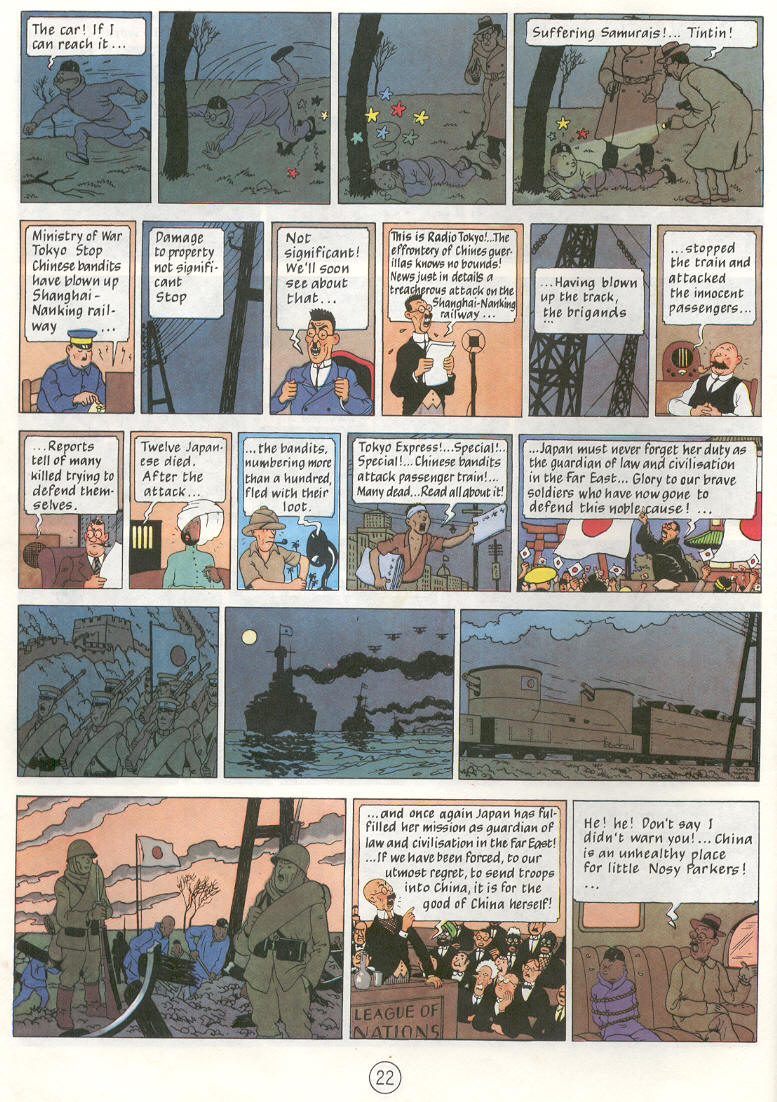 The car! If I
can reach it...
Suffering Samurais!... Tintin!
Ministry of War
Tokyo Stop
Chinese bandits
have blown up
Shanghai-
Nanking rail-
way ...
Damage
to property
not signifi-
cant
Stop
Not
significant!
We'll soon
see about
that...
This is Radio Tokyo!...The
effrontery of Chines guer-
illas knows no bounds!
News just in details a
treacherous attack on the
Shanghai-Nanking
railway ...
...Having blown
up the track,
the brigands
...
...stopped
the train and
attacked
the innocent
passengers...
...Reports
tell of many
killed trying to
defend them-
selves.
Twelve Japan-
ese died.
After the
attack...
...the bandits,
numbering more
than a hundred,
fled with their
loot.
Tokyo Express!...Special!..
Special!... Chinese bandits
attack passenger train!...
Many dead...Read all about it!
...Japan must never forget her duty as
the guardian of law and civilisation
in the Far East... Glory to our brave
soldiers who have now gone to
defend this noble cause! ...
...and once again Japan has ful-
filled her mission as guardian of
law and civilisation in the Far East!
...If we have been forced, to our
utmost regret, to send troops
into China, it is for the
good of China herself!
LEAGUE OF
NATIONS
He! he! Don't say I
didn't warn you!... China
is an unhealthy place
for little Nosy Parkers!
...
22